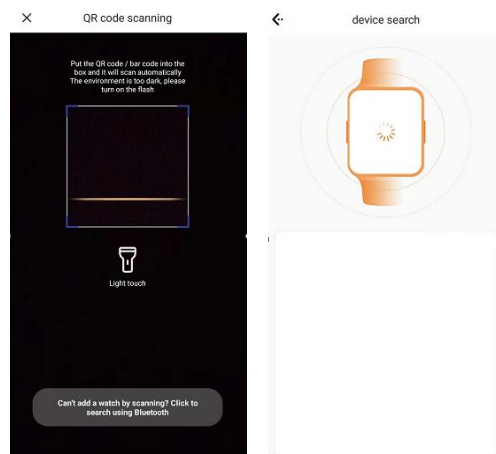 QR code scanning
Put the QR code / bar code into the
box and it will scan automatically
The environment is too dark, please
turn on the flash
Light touch
Can't add a watch by scanning? Click to
search using Bluetooth
device search